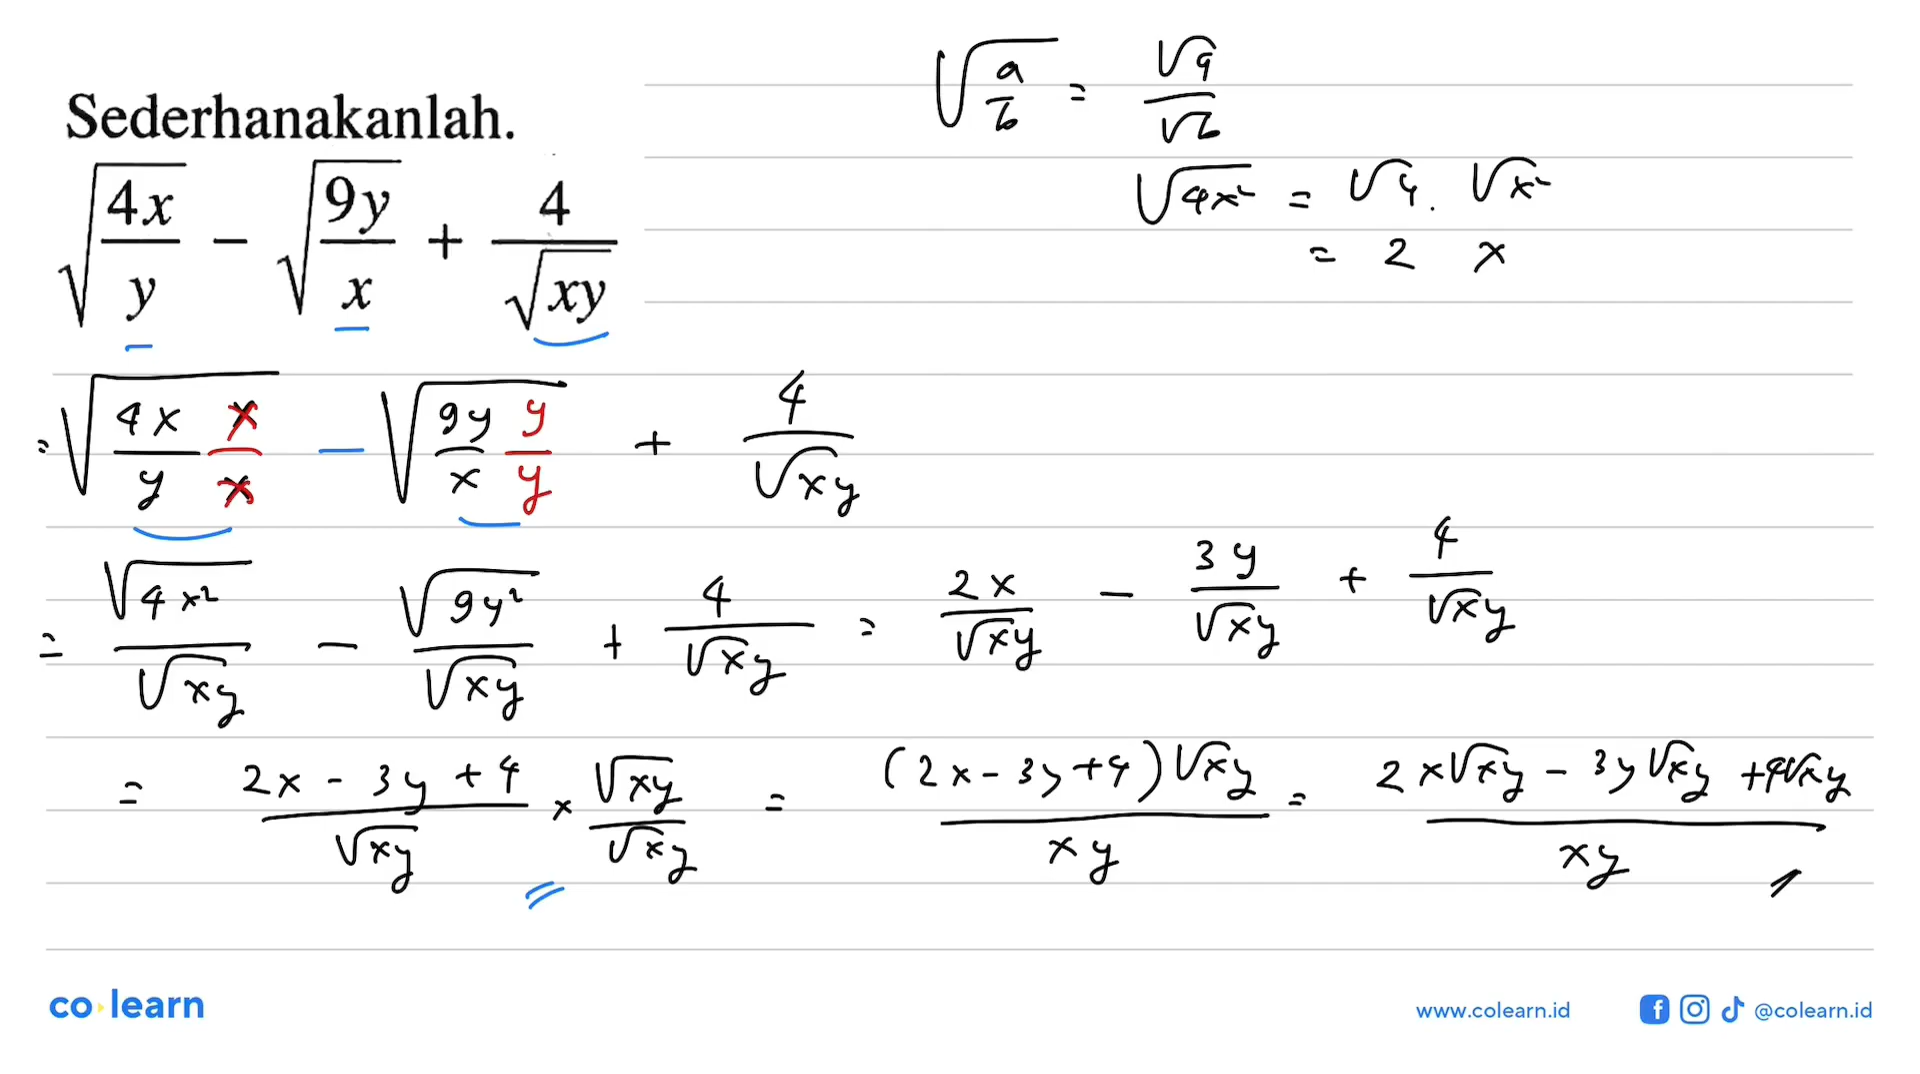 Sederhanakanlah.
√(4x/y) − √(9y/x) + 4/√(xy)
√(a/b) = √a/√b
√(4x²) = √4 . √x²
= 2 x
= √(4x/y x/x) − √(9y/x y/y) + 4/√(xy)
= √(4x²)/√(xy) − √(9y²)/√(xy) + 4/√(xy) = 2x/√(xy) − 3y/√(xy) + 4/√(xy)
= (2x − 3y + 4)/√(xy) × √(xy)/√(xy) = (2x − 3y + 4)√(xy)/xy = (2x√(xy) − 3y√(xy) + 4√(xy))/xy
co learn
www.colearn.id
@colearn.id